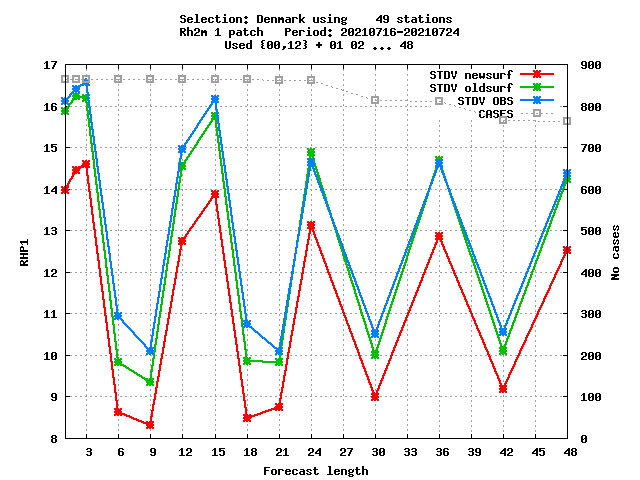 Selection: Denmark using    49 stations
Rh2m 1 patch   Period: 20210716-20210724
Used {00,12} + 01 02 ... 48
STDV newsurf
STDV oldsurf
STDV OBS
CASES
17
16
15
14
13
12
11
10
9
8
900
800
700
600
500
400
300
200
100
0
RHP1
No cases
3 6 9 12 15 18 21 24 27 30 33 36 39 42 45 48
Forecast length